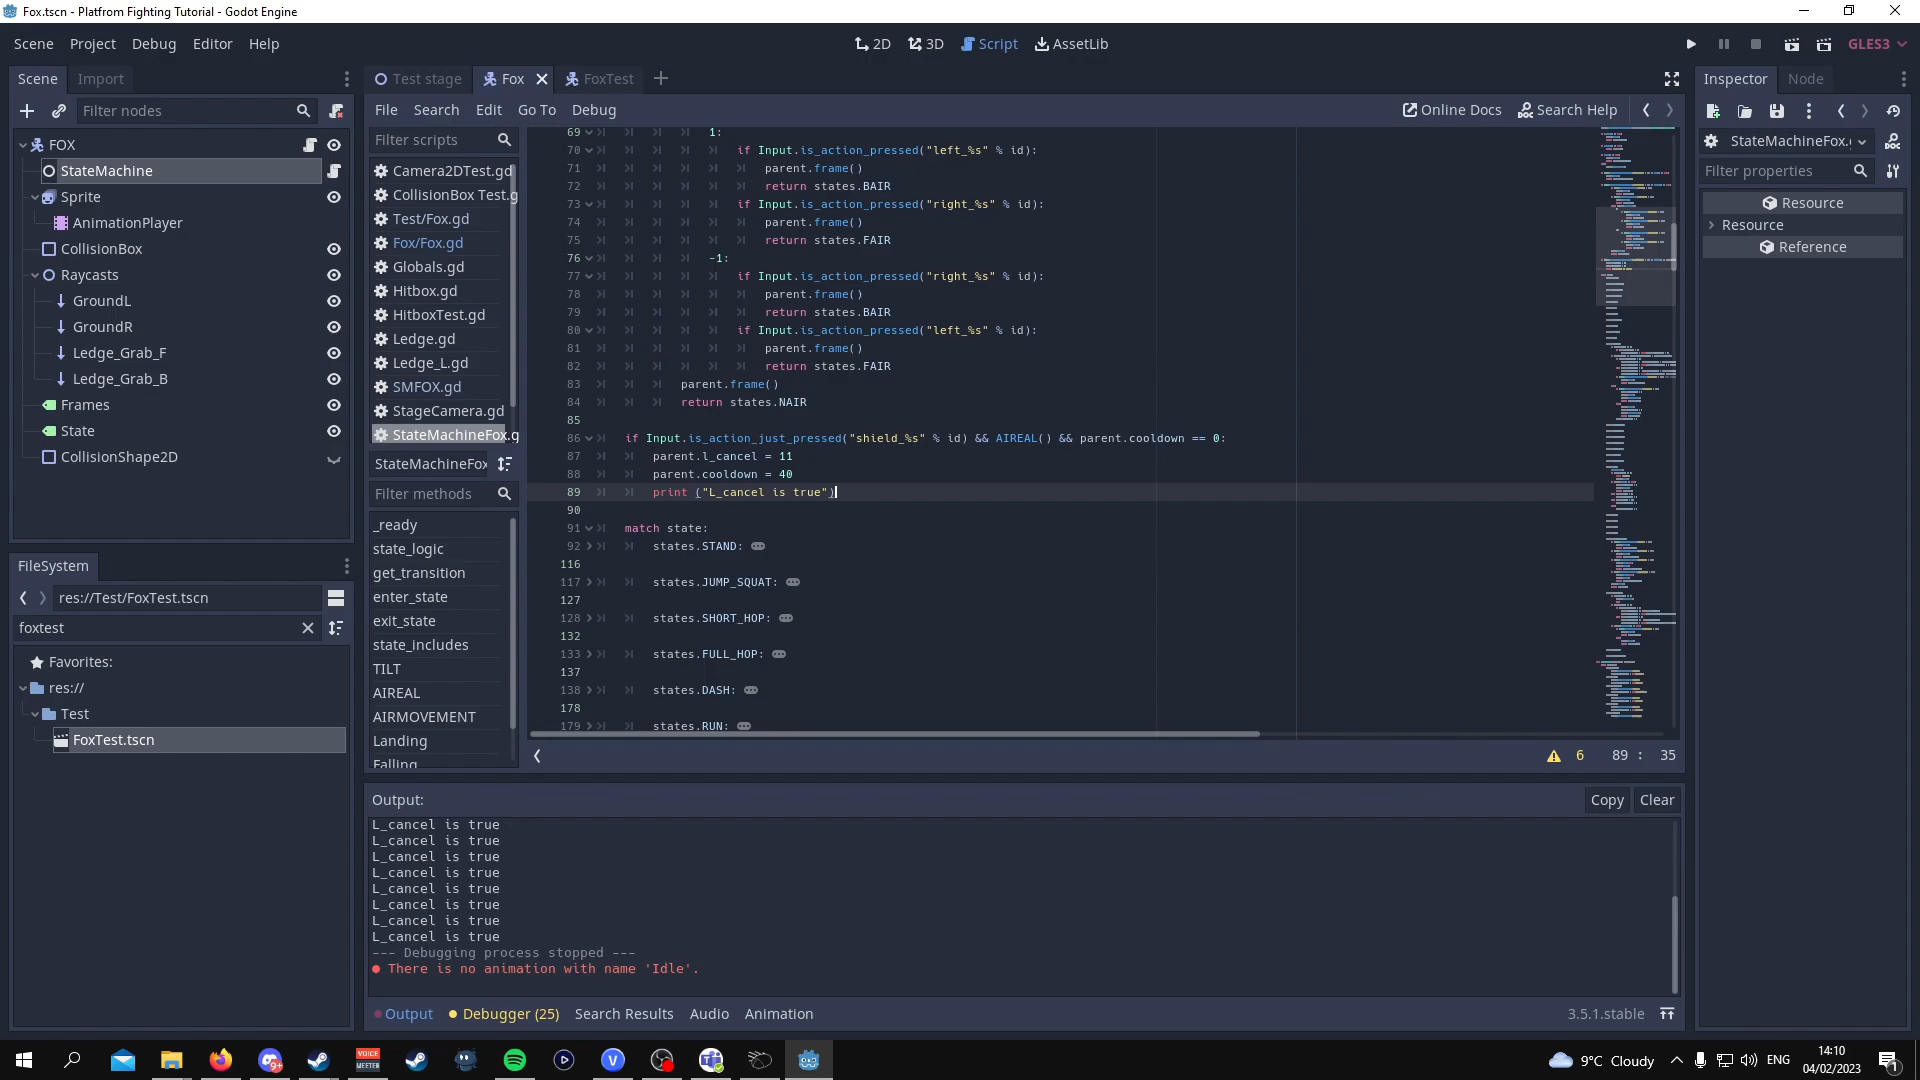 Fox.tscn - Platfrom Fighting Tutorial - Godot Engine
Scene Project Debug Editor Help
2D 3D Script AssetLib
GLES3
Scene Import
Filter nodes
FOX
StateMachine
Sprite
AnimationPlayer
CollisionBox
Raycasts
GroundL
GroundR
Ledge_Grab_F
Ledge_Grab_B
Frames
State
CollisionShape2D
FileSystem
res://Test/FoxTest.tscn
foxtest
Favorites:
res://
Test
FoxTest.tscn
Test stage Fox FoxTest
File Search Edit Go To Debug
Online Docs Search Help
Filter scripts
Camera2DTest.gd
CollisionBox Test.g
Test/Fox.gd
Fox/Fox.gd
Globals.gd
Hitbox.gd
HitboxTest.gd
Ledge.gd
Ledge_L.gd
SMFOX.gd
StageCamera.gd
StateMachineFox.g
StateMachineFox
Filter methods
_ready
state_logic
get_transition
enter_state
exit_state
state_includes
TILT
AIREAL
AIRMOVEMENT
Landing
Falling
69 1:
70 if Input.is_action_pressed("left_%s" % id):
71 parent.frame()
72 return states.BAIR
73 if Input.is_action_pressed("right_%s" % id):
74 parent.frame()
75 return states.FAIR
76 -1:
77 if Input.is_action_pressed("right_%s" % id):
78 parent.frame()
79 return states.BAIR
80 if Input.is_action_pressed("left_%s" % id):
81 parent.frame()
82 return states.FAIR
83 parent.frame()
84 return states.NAIR
85
86 if Input.is_action_just_pressed("shield_%s" % id) && AIREAL() && parent.cooldown == 0:
87 parent.l_cancel = 11
88 parent.cooldown = 40
89 print ("L_cancel is true")
90
91 match state:
92 states.STAND:
116
117 states.JUMP_SQUAT:
127
128 states.SHORT_HOP:
132
133 states.FULL_HOP:
137
138 states.DASH:
178
179 states.RUN:
6 89 : 35
Output:
Copy Clear
L_cancel is true
L_cancel is true
L_cancel is true
L_cancel is true
L_cancel is true
L_cancel is true
L_cancel is true
L_cancel is true
--- Debugging process stopped ---
There is no animation with name 'Idle'.
Output Debugger (25) Search Results Audio Animation
3.5.1.stable
Inspector Node
StateMachineFox.
Filter properties
Resource
Resource
Reference
VOICE
MEETER
9+
9°C Cloudy
ENG
14:10
04/02/2023
1